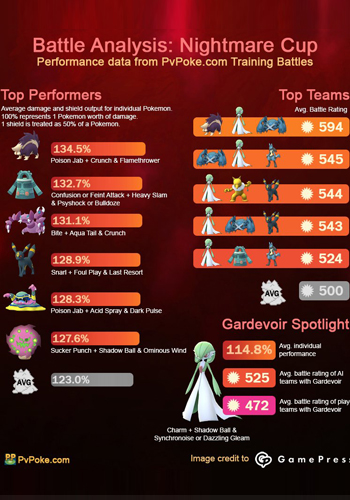 Battle Analysis: Nightmare Cup
Performance data from PvPoke.com Training Battles
Top Performers
Average damage and shield output for individual Pokemon.
100% represents 1 Pokemon worth of damage.
1 shield is treated as 50% of a Pokemon.
134.5%
Poison Jab + Crunch & Flamethrower
132.7%
Confusion or Feint Attack + Heavy Slam
& Psyshock or Bulldoze
131.1%
Bite + Aqua Tail & Crunch
128.9%
Snarl + Foul Play & Last Resort
128.3%
Poison Jab + Acid Spray & Dark Pulse
127.6%
Sucker Punch + Shadow Ball & Ominous Wind
AVG
123.0%
Top Teams
Avg. Battle Rating
594
545
544
543
524
AVG
500
Gardevoir Spotlight
114.8%
Avg. individual
performance
525
Avg. battle rating of AI
teams with Gardevoir
472
Avg. battle rating of play
teams with Gardevoir
Charm + Shadow Ball &
Synchronoise or Dazzling Gleam
PvPoke.com
Image credit to
GamePress